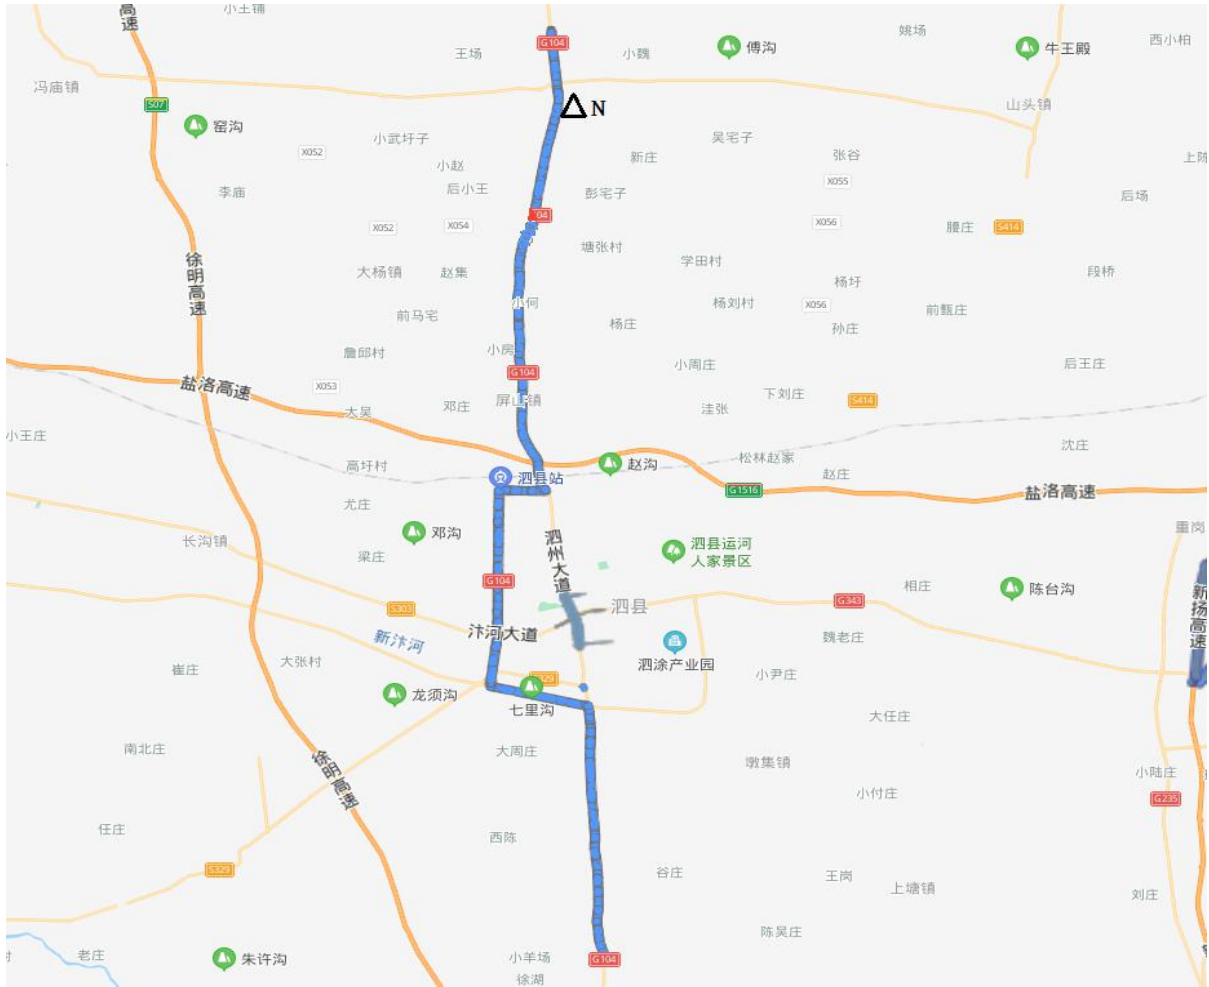 高速
小王铺
G104
王场
小魏
傅沟
姚场
牛王殿
西小柏
冯庙镇
S07
窑沟
N
山头镇
小武圩子
吴宅子
X052
小赵
新庄
张谷
上陈
李庙
后小王
彭宅子
X055
后场
X052
X054
塘张村
X056
腰庄
S414
徐明高速
大杨镇
赵集
学田村
段桥
杨圩
前马宅
小何
杨庄
杨刘村
X056
前甄庄
孙庄
詹邱村
小房
小周庄
后王庄
盐洛高速
X053
G104
大吴
邓庄
屏山镇
洼张
下刘庄
S414
小王庄
沈庄
高圩村
赵沟
松林赵家
赵庄
泗县站
G1516
盐洛高速
尤庄
长沟镇
邓沟
泗州大道
泗县运河
人家景区
重岗
梁庄
G104
相庄
陈台沟
新扬高速
S303
泗县
G343
新汴河
汴河大道
魏老庄
大张村
泗涂产业园
崔庄
龙须沟
小尹庄
七里沟
大任庄
南北庄
大周庄
墩集镇
徐明高速
小陆庄
小付庄
G235
任庄
西陈
S329
谷庄
王岗
上塘镇
刘庄
陈吴庄
老庄
朱许沟
小羊场
G104
徐湖